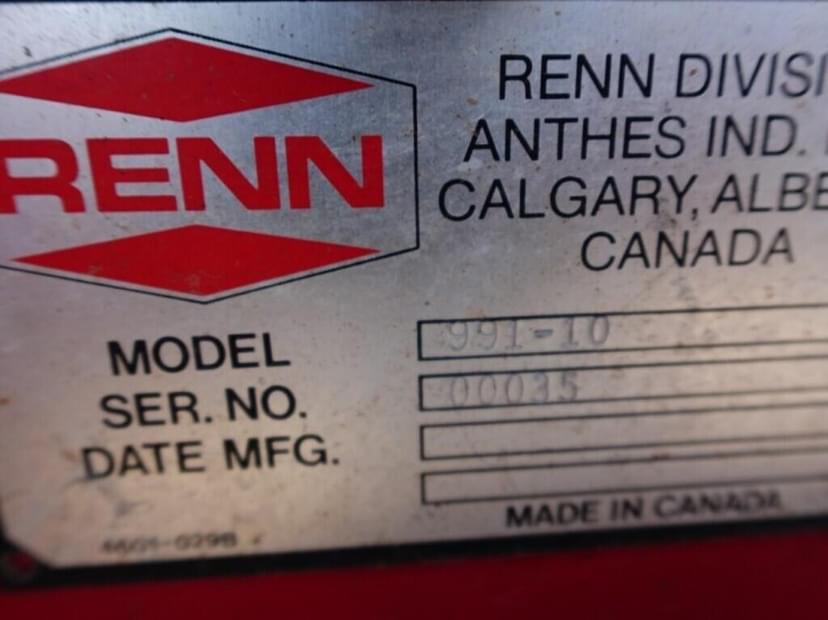 RENN
RENN DIVISI
ANTHES IND.
CALGARY, ALBE
CANADA
MODEL 991-10
SER. NO. 00035
DATE MFG.
MADE IN CANADA